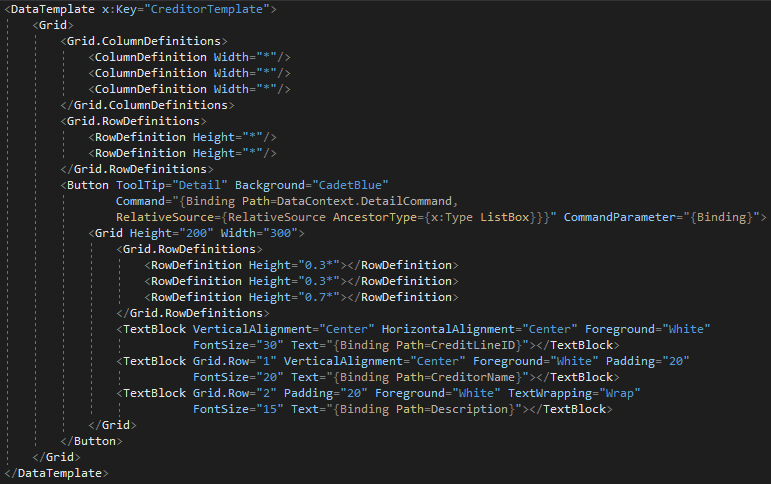 <DataTemplate x:Key="CreditorTemplate">
<Grid>
<Grid.ColumnDefinitions>
<ColumnDefinition Width="*"/>
<ColumnDefinition Width="*"/>
<ColumnDefinition Width="*"/>
</Grid.ColumnDefinitions>
<Grid.RowDefinitions>
<RowDefinition Height="*"/>
<RowDefinition Height="*"/>
</Grid.RowDefinitions>
<Button ToolTip="Detail" Background="CadetBlue"
Command="{Binding Path=DataContext.DetailCommand,
RelativeSource={RelativeSource AncestorType={x:Type ListBox}}}" CommandParameter="{Binding}">
<Grid Height="200" Width="300">
<Grid.RowDefinitions>
<RowDefinition Height="0.3*"></RowDefinition>
<RowDefinition Height="0.3*"></RowDefinition>
<RowDefinition Height="0.7*"></RowDefinition>
</Grid.RowDefinitions>
<TextBlock VerticalAlignment="Center" HorizontalAlignment="Center" Foreground="White"
FontSize="30" Text="{Binding Path=CreditLineID}"></TextBlock>
<TextBlock Grid.Row="1" VerticalAlignment="Center" Foreground="White" Padding="20"
FontSize="20" Text="{Binding Path=CreditorName}"></TextBlock>
<TextBlock Grid.Row="2" Padding="20" Foreground="White" TextWrapping="Wrap"
FontSize="15" Text="{Binding Path=Description}"></TextBlock>
</Grid>
</Button>
</Grid>
</DataTemplate>